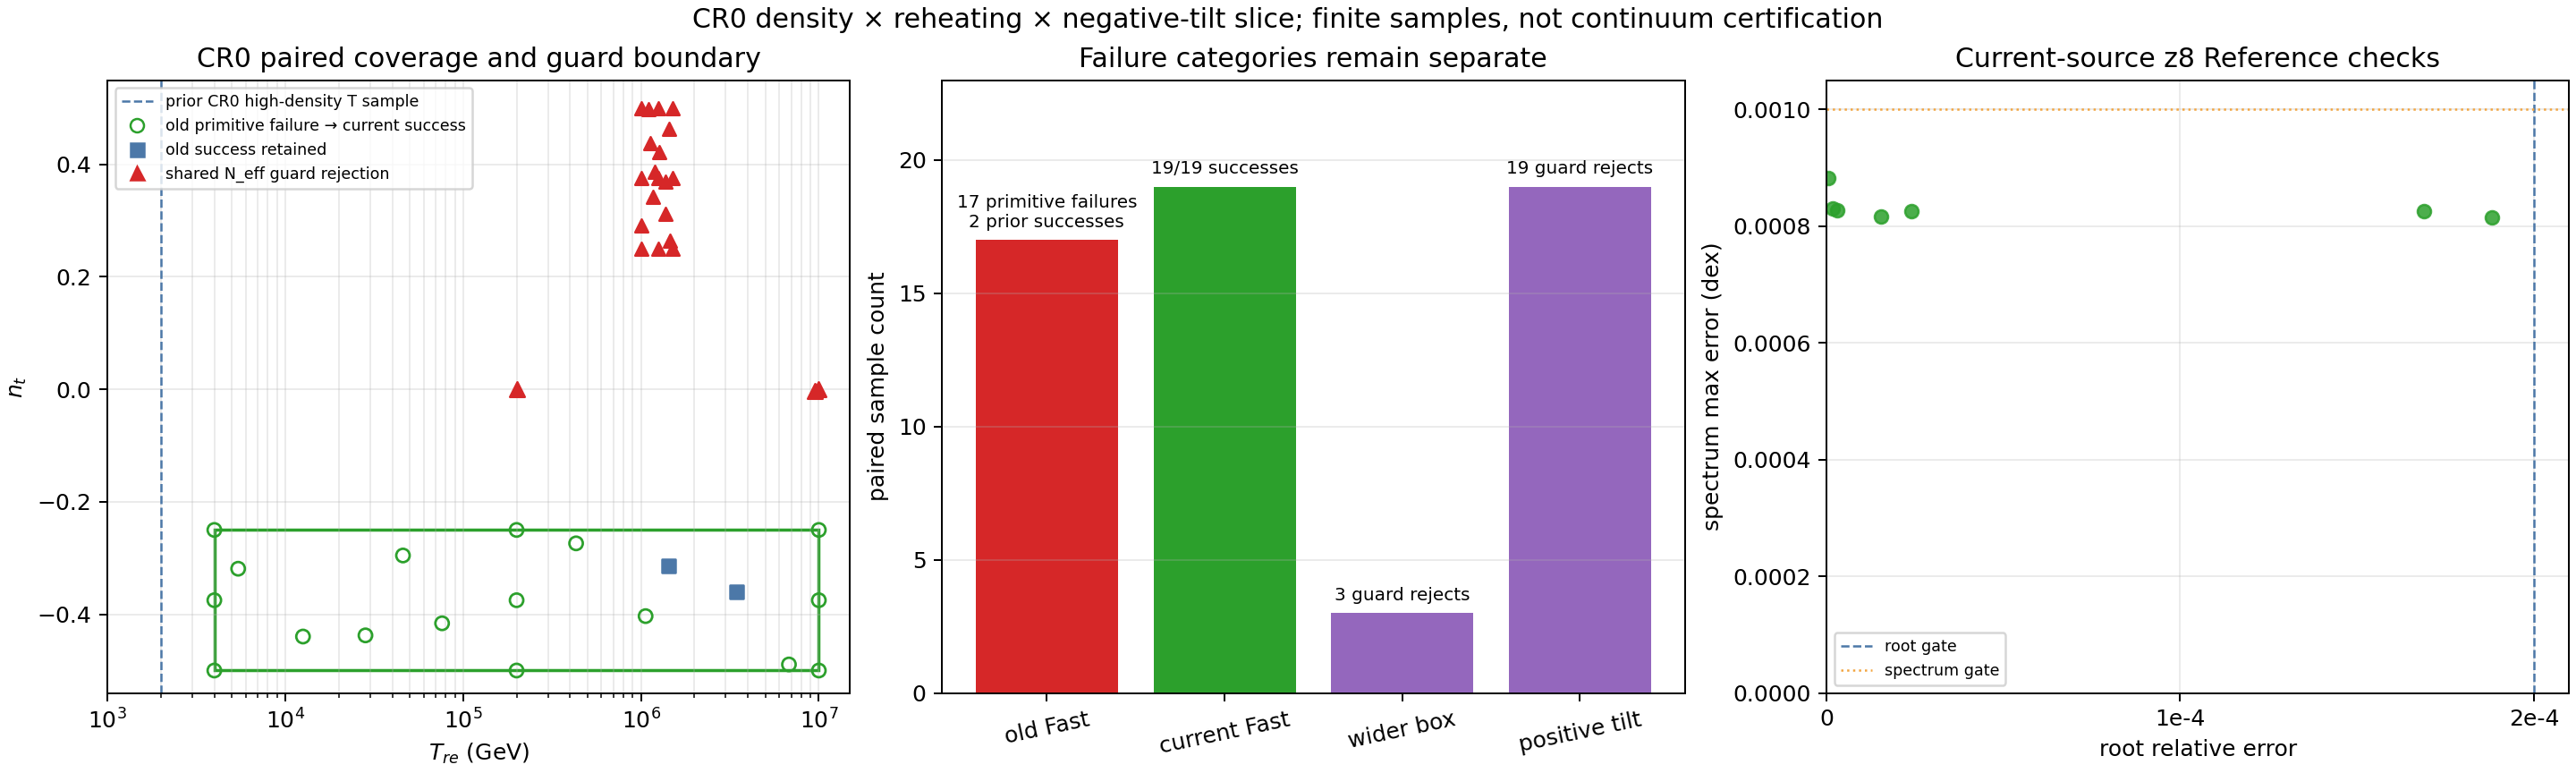 CR0 density × reheating × negative-tilt slice; finite samples, not continuum certification
CR0 paired coverage and guard boundary
prior CR0 high-density T sample
old primitive failure → current success
old success retained
shared N_eff guard rejection
0.4
0.2
0.0
−0.2
−0.4
n_t
10^3
10^4
10^5
10^6
10^7
T_re (GeV)
Failure categories remain separate
17 primitive failures
2 prior successes
19/19 successes
3 guard rejects
19 guard rejects
20
15
10
5
0
paired sample count
old Fast
current Fast
wider box
positive tilt
Current-source z8 Reference checks
0.0010
0.0008
0.0006
0.0004
0.0002
0.0000
spectrum max error (dex)
root gate
spectrum gate
0
1e-4
2e-4
root relative error